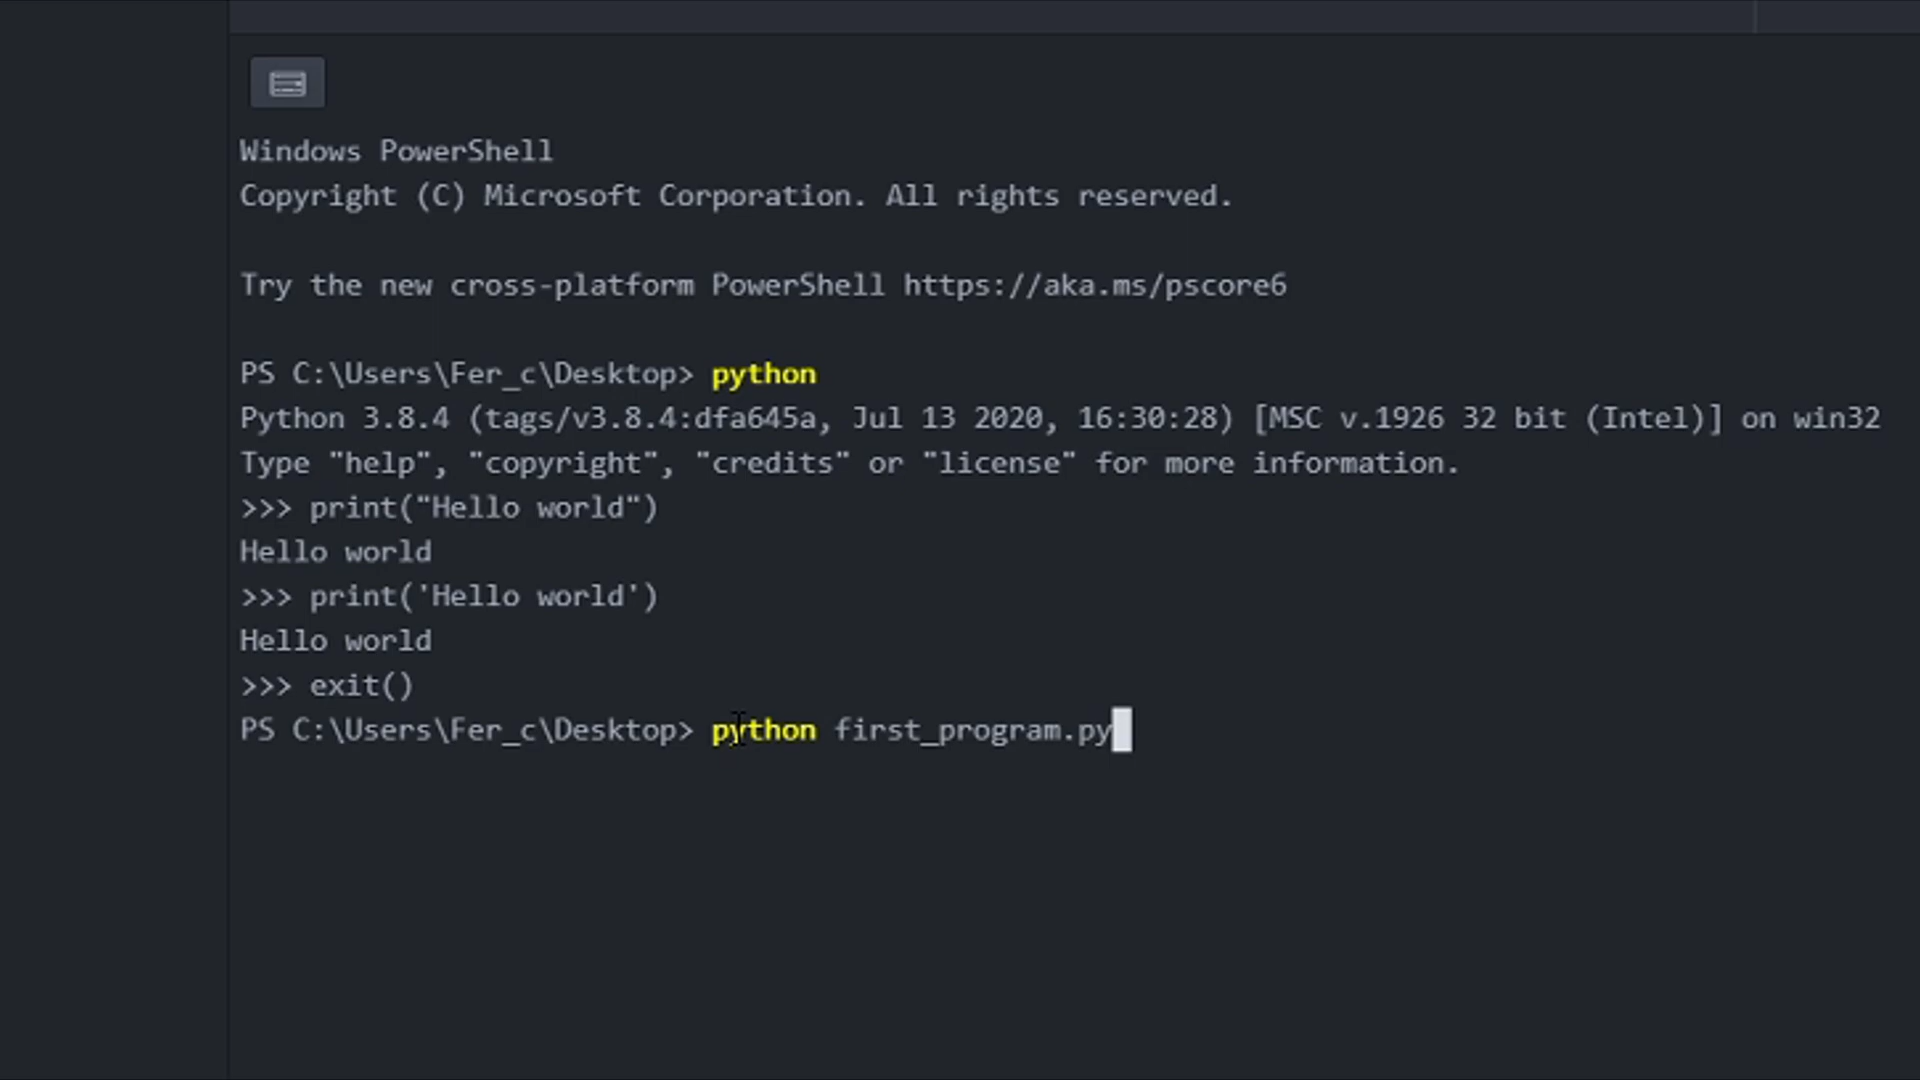 Windows PowerShell
Copyright (C) Microsoft Corporation. All rights reserved.
Try the new cross-platform PowerShell https://aka.ms/pscore6
PS C:\Users\Fer_c\Desktop> python
Python 3.8.4 (tags/v3.8.4:dfa645a, Jul 13 2020, 16:30:28) [MSC v.1926 32 bit (Intel)] on win32
Type "help", "copyright", "credits" or "license" for more information.
>>> print("Hello world")
Hello world
>>> print('Hello world')
Hello world
>>> exit()
PS C:\Users\Fer_c\Desktop> python first_program.py